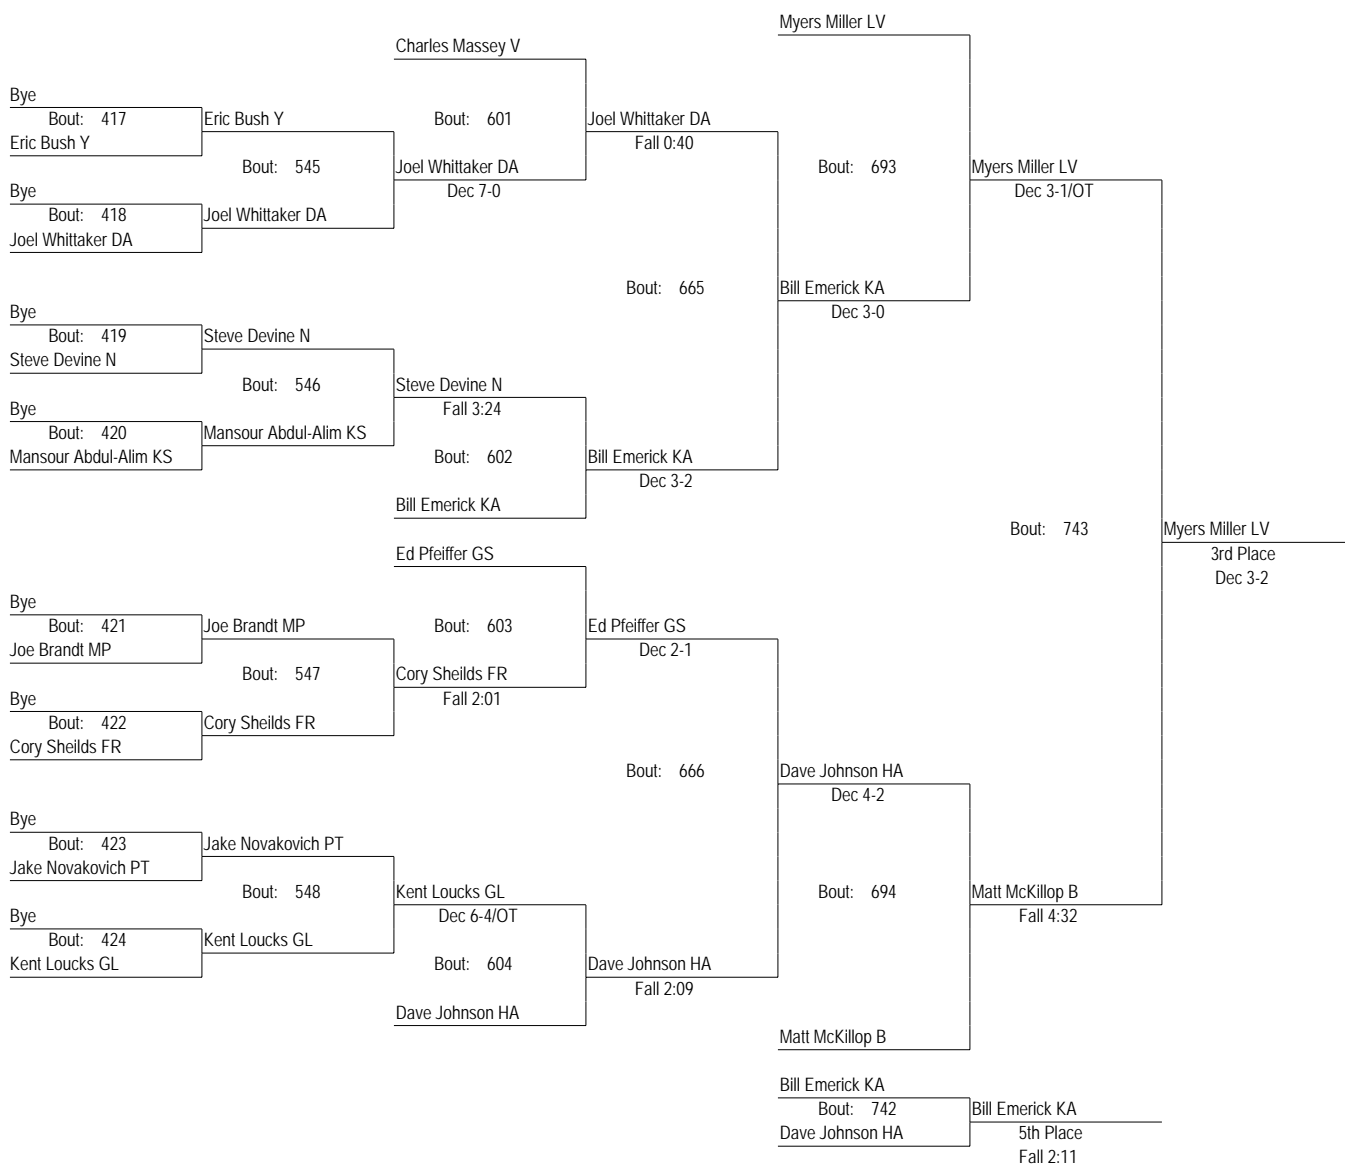 Myers Miller LV
Charles Massey V
Bye
Bout: 417
Eric Bush Y
Eric Bush Y
Bout: 601
Joel Whittaker DA
Fall 0:40
Bout: 545
Joel Whittaker DA
Dec 7-0
Bout: 693
Myers Miller LV
Dec 3-1/OT
Bye
Bout: 418
Joel Whittaker DA
Joel Whittaker DA
Bout: 665
Bill Emerick KA
Dec 3-0
Bye
Bout: 419
Steve Devine N
Steve Devine N
Bout: 546
Steve Devine N
Fall 3:24
Bye
Bout: 420
Mansour Abdul-Alim KS
Mansour Abdul-Alim KS
Bout: 602
Bill Emerick KA
Dec 3-2
Bill Emerick KA
Bout: 743
Myers Miller LV
3rd Place
Dec 3-2
Ed Pfeiffer GS
Bye
Bout: 421
Joe Brandt MP
Joe Brandt MP
Bout: 603
Ed Pfeiffer GS
Dec 2-1
Bout: 547
Cory Sheilds FR
Fall 2:01
Bye
Bout: 422
Cory Sheilds FR
Cory Sheilds FR
Bout: 666
Dave Johnson HA
Dec 4-2
Bye
Bout: 423
Jake Novakovich PT
Jake Novakovich PT
Bout: 548
Kent Loucks GL
Dec 6-4/OT
Bout: 694
Matt McKillop B
Fall 4:32
Bye
Bout: 424
Kent Loucks GL
Kent Loucks GL
Bout: 604
Dave Johnson HA
Fall 2:09
Dave Johnson HA
Matt McKillop B
Bill Emerick KA
Bout: 742
Dave Johnson HA
Bill Emerick KA
5th Place
Fall 2:11